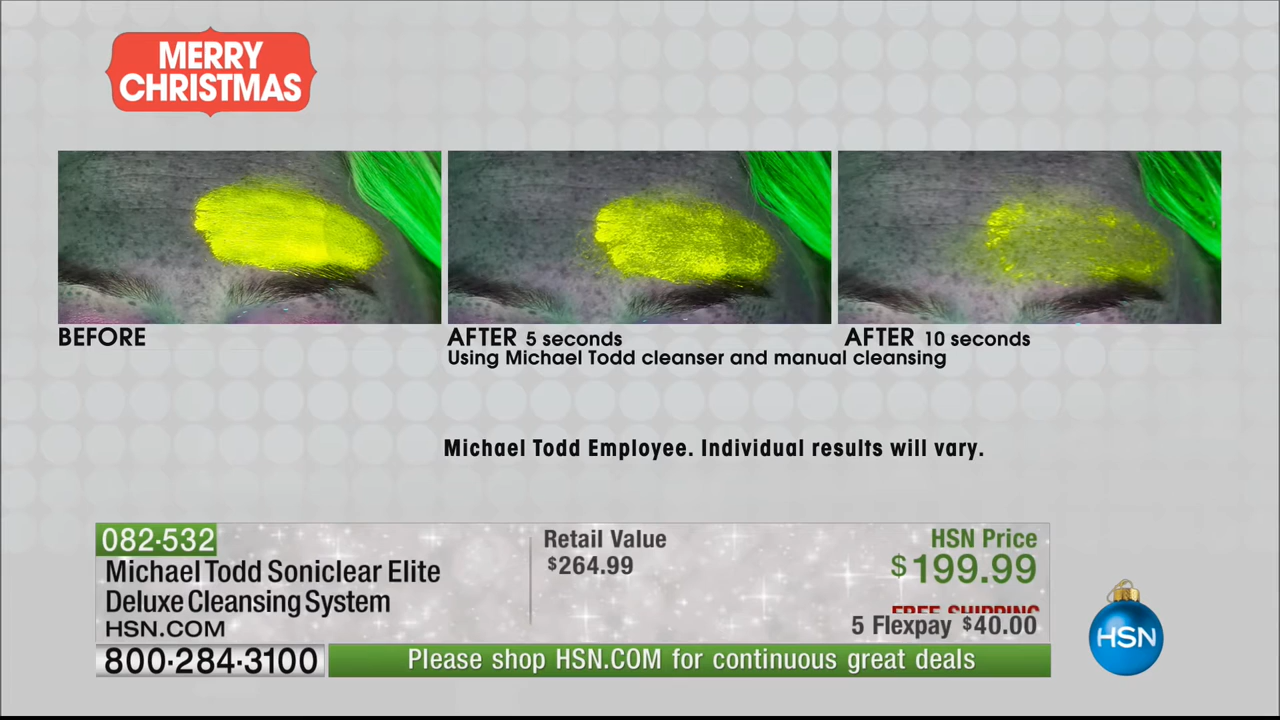 MERRY
CHRISTMAS
BEFORE
AFTER 5 seconds
Using Michael Todd cleanser and manual cleansing
AFTER 10 seconds
Michael Todd Employee. Individual results will vary.
082-532
Michael Todd Soniclear Elite
Deluxe Cleansing System
HSN.COM
Retail Value
$264.99
HSN Price
$199.99
FREE SHIPPING
5 Flexpay $40.00
800-284-3100
Please shop HSN.COM for continuous great deals
HSN